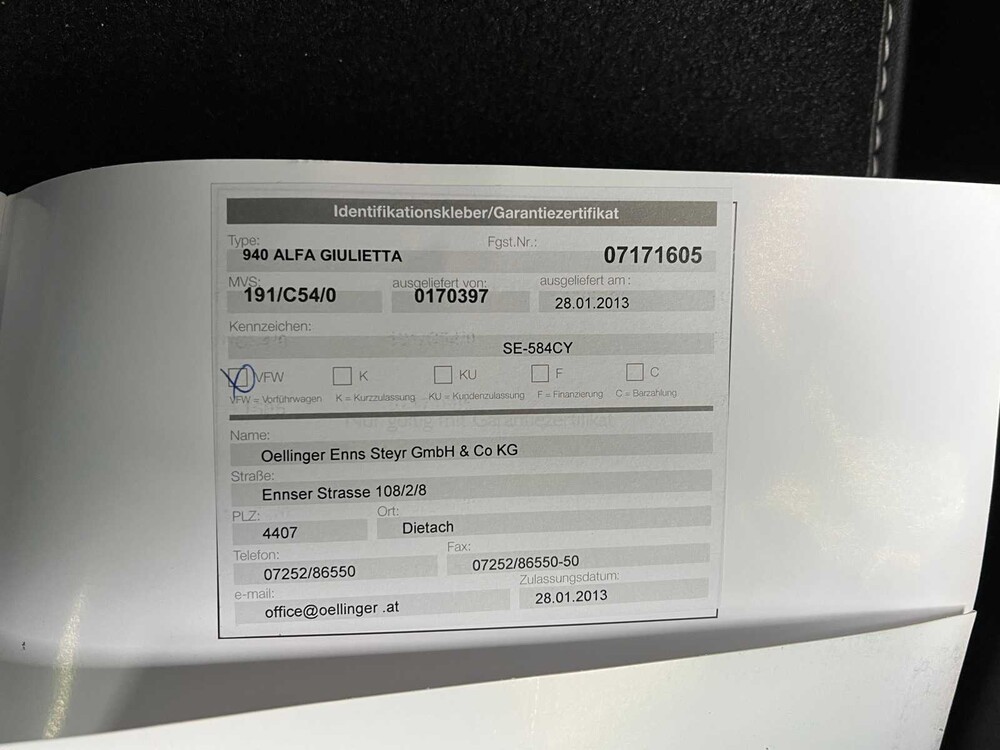 Identifikationskleber/Garantiezertifikat
Type: Fgst.Nr.:
940 ALFA GIULIETTA 07171605
MVS: ausgeliefert von: ausgeliefert am :
191/C54/0 0170397 28.01.2013
Kennzeichen:
SE-584CY
VFW K KU F C
VFW = Vorführwagen K = Kurzzulassung KU = Kundenzulassung F = Finanzierung C = Barzahlung
Name:
Oellinger Enns Steyr GmbH & Co KG
Straße:
Ennser Strasse 108/2/8
PLZ: Ort:
4407 Dietach
Telefon: Fax:
07252/86550 07252/86550-50
e-mail: Zulassungsdatum:
office@oellinger .at 28.01.2013